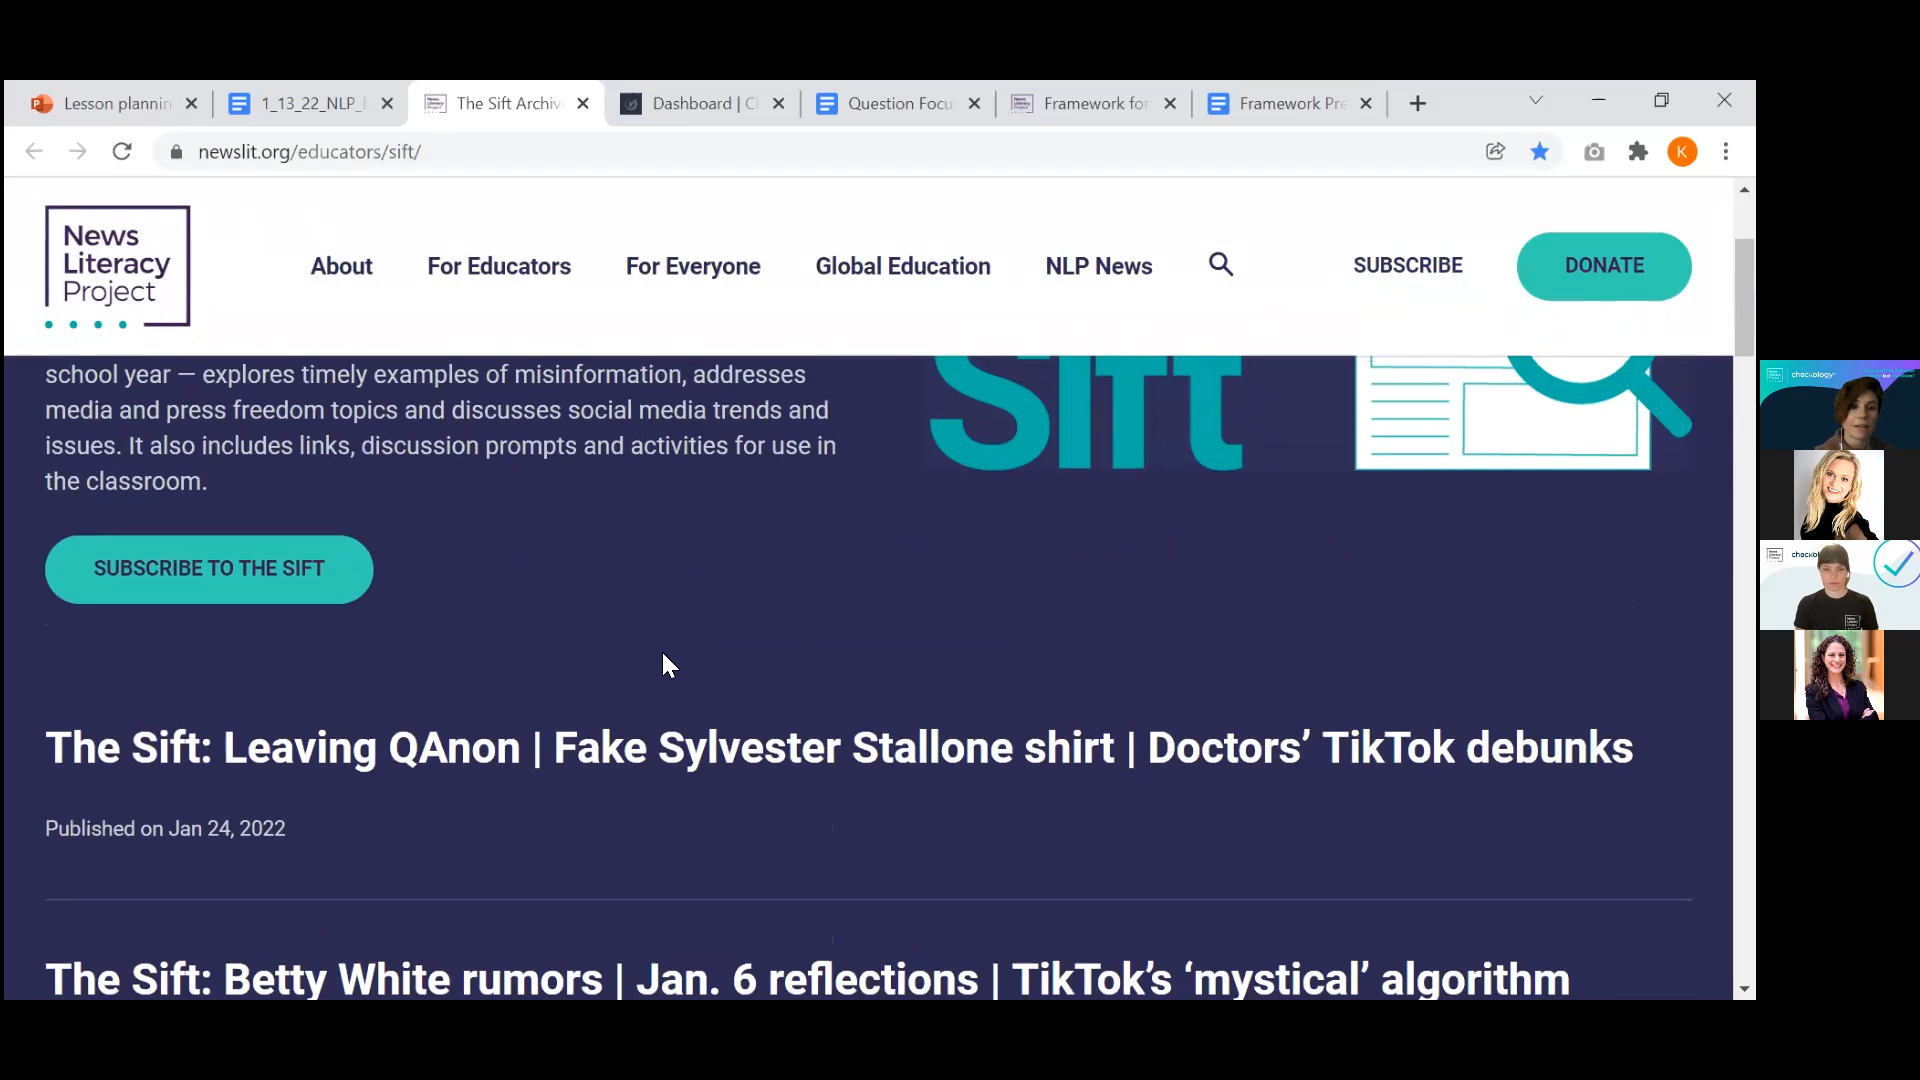 Lesson plannin
1_13_22_NLP_
The Sift Archiv
Dashboard | C
Question Focu
Framework for
Framework Pre
newslit.org/educators/sift/
K
News
Literacy
Project
About
For Educators
For Everyone
Global Education
NLP News
SUBSCRIBE
DONATE
school year — explores timely examples of misinformation, addresses
media and press freedom topics and discusses social media trends and
issues. It also includes links, discussion prompts and activities for use in
the classroom.
Sift
SUBSCRIBE TO THE SIFT
The Sift: Leaving QAnon | Fake Sylvester Stallone shirt | Doctors’ TikTok debunks
Published on Jan 24, 2022
The Sift: Betty White rumors | Jan. 6 reflections | TikTok’s ‘mystical’ algorithm
checkology
checkol